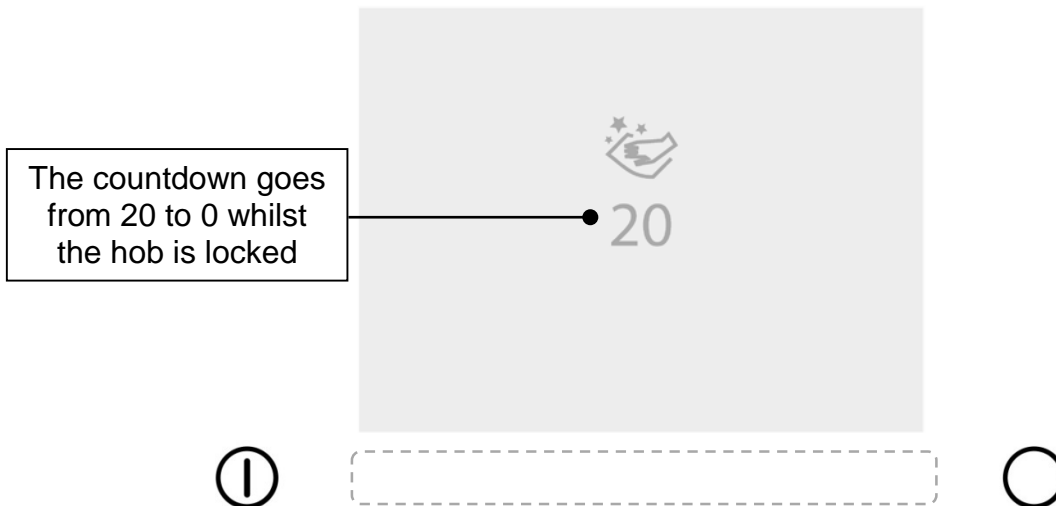 The countdown goes
from 20 to 0 whilst
the hob is locked
20